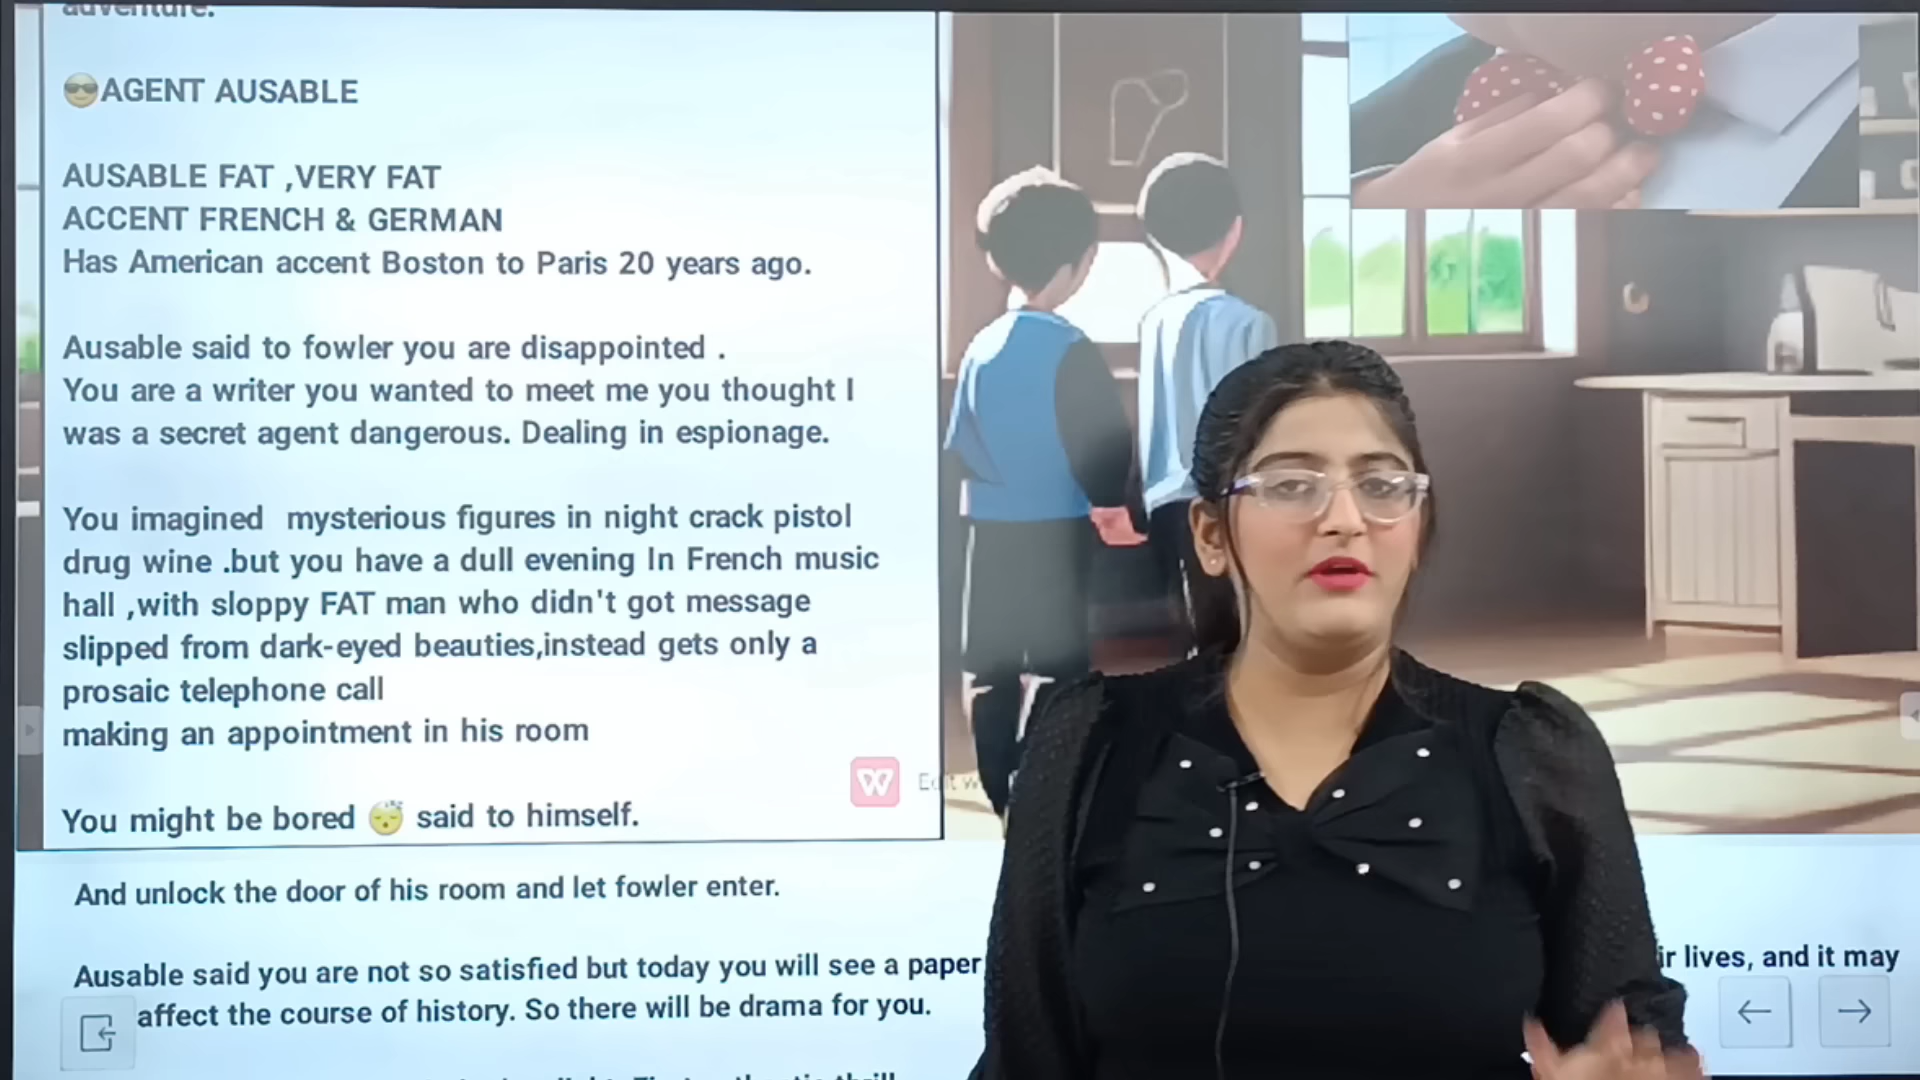 adventure.
😎AGENT AUSABLE
AUSABLE FAT ,VERY FAT
ACCENT FRENCH & GERMAN
Has American accent Boston to Paris 20 years ago.
Ausable said to fowler you are disappointed .
You are a writer you wanted to meet me you thought I
was a secret agent dangerous. Dealing in espionage.
You imagined mysterious figures in night crack pistol
drug wine .but you have a dull evening In French music
hall ,with sloppy FAT man who didn't got message
slipped from dark-eyed beauties,instead gets only a
prosaic telephone call
making an appointment in his room
W
You might be bored 😴 said to himself.
And unlock the door of his room and let fowler enter.
Ausable said you are not so satisfied but today you will see a paper lives, and it may
affect the course of history. So there will be drama for you.